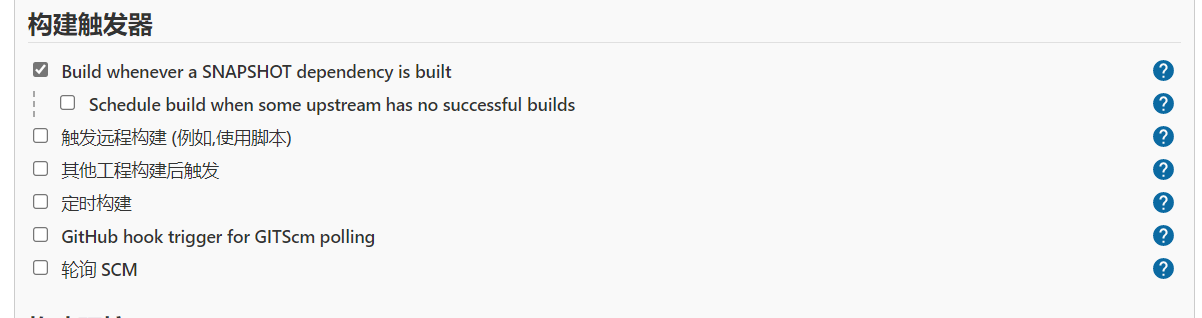 构建触发器
Build whenever a SNAPSHOT dependency is built
Schedule build when some upstream has no successful builds
触发远程构建 (例如,使用脚本)
其他工程构建后触发
定时构建
GitHub hook trigger for GITScm polling
轮询 SCM